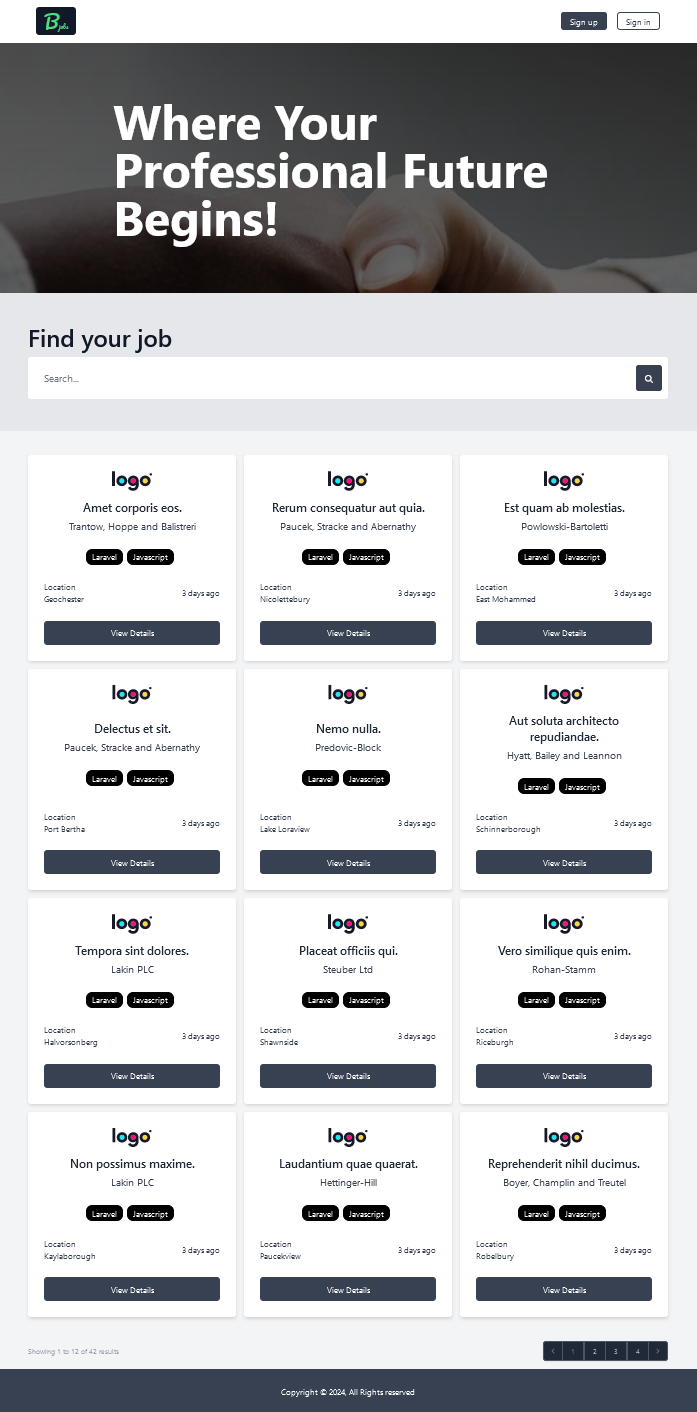 B jobs
Sign up
Sign in
Where Your
Professional Future
Begins!
Find your job
Search...
logo
Amet corporis eos.
Trantow, Hoppe and Balistreri
Laravel Javascript
Location
Geochester
3 days ago
View Details
logo
Rerum consequatur aut quia.
Paucek, Stracke and Abernathy
Laravel Javascript
Location
Nicolettebury
3 days ago
View Details
logo
Est quam ab molestias.
Powlowski-Bartoletti
Laravel Javascript
Location
East Mohammed
3 days ago
View Details
logo
Delectus et sit.
Paucek, Stracke and Abernathy
Laravel Javascript
Location
Port Bertha
3 days ago
View Details
logo
Nemo nulla.
Predovic-Block
Laravel Javascript
Location
Lake Loraview
3 days ago
View Details
logo
Aut soluta architecto
repudiandae.
Hyatt, Bailey and Leannon
Laravel Javascript
Location
Schinnerborough
3 days ago
View Details
logo
Tempora sint dolores.
Lakin PLC
Laravel Javascript
Location
Halvorsonberg
3 days ago
View Details
logo
Placeat officiis qui.
Steuber Ltd
Laravel Javascript
Location
Shawnside
3 days ago
View Details
logo
Vero similique quis enim.
Rohan-Stamm
Laravel Javascript
Location
Riceburgh
3 days ago
View Details
logo
Non possimus maxime.
Lakin PLC
Laravel Javascript
Location
Kaylaborough
3 days ago
View Details
logo
Laudantium quae quaerat.
Hettinger-Hill
Laravel Javascript
Location
Paucekview
3 days ago
View Details
logo
Reprehenderit nihil ducimus.
Boyer, Champlin and Treutel
Laravel Javascript
Location
Robelbury
3 days ago
View Details
Showing 1 to 12 of 42 results
‹ 1 2 3 4 ›
Copyright © 2024, All Rights reserved